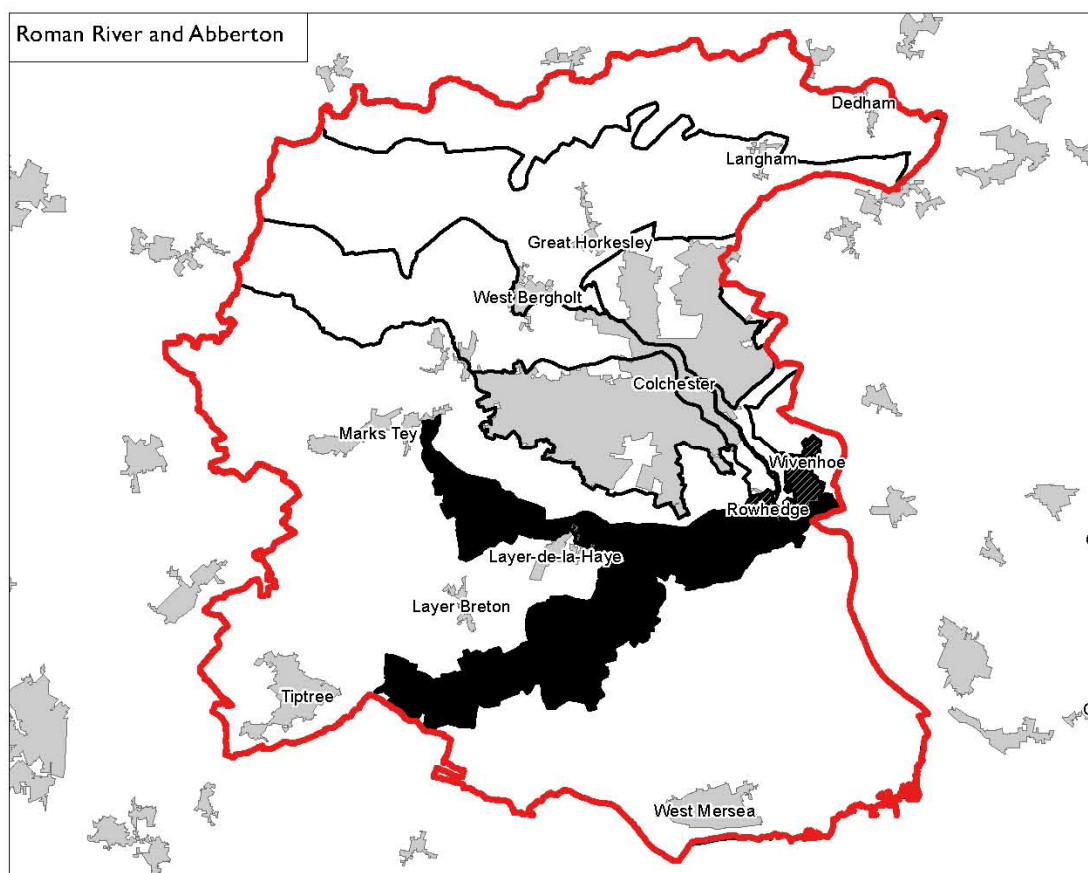 Roman River and Abberton
Dedham
Langham
Great Horkesley
West Bergholt
Colchester
Marks Tey
Wivenhoe
Rowhedge
Layer-de-la-Haye
Layer Breton
Tiptree
West Mersea